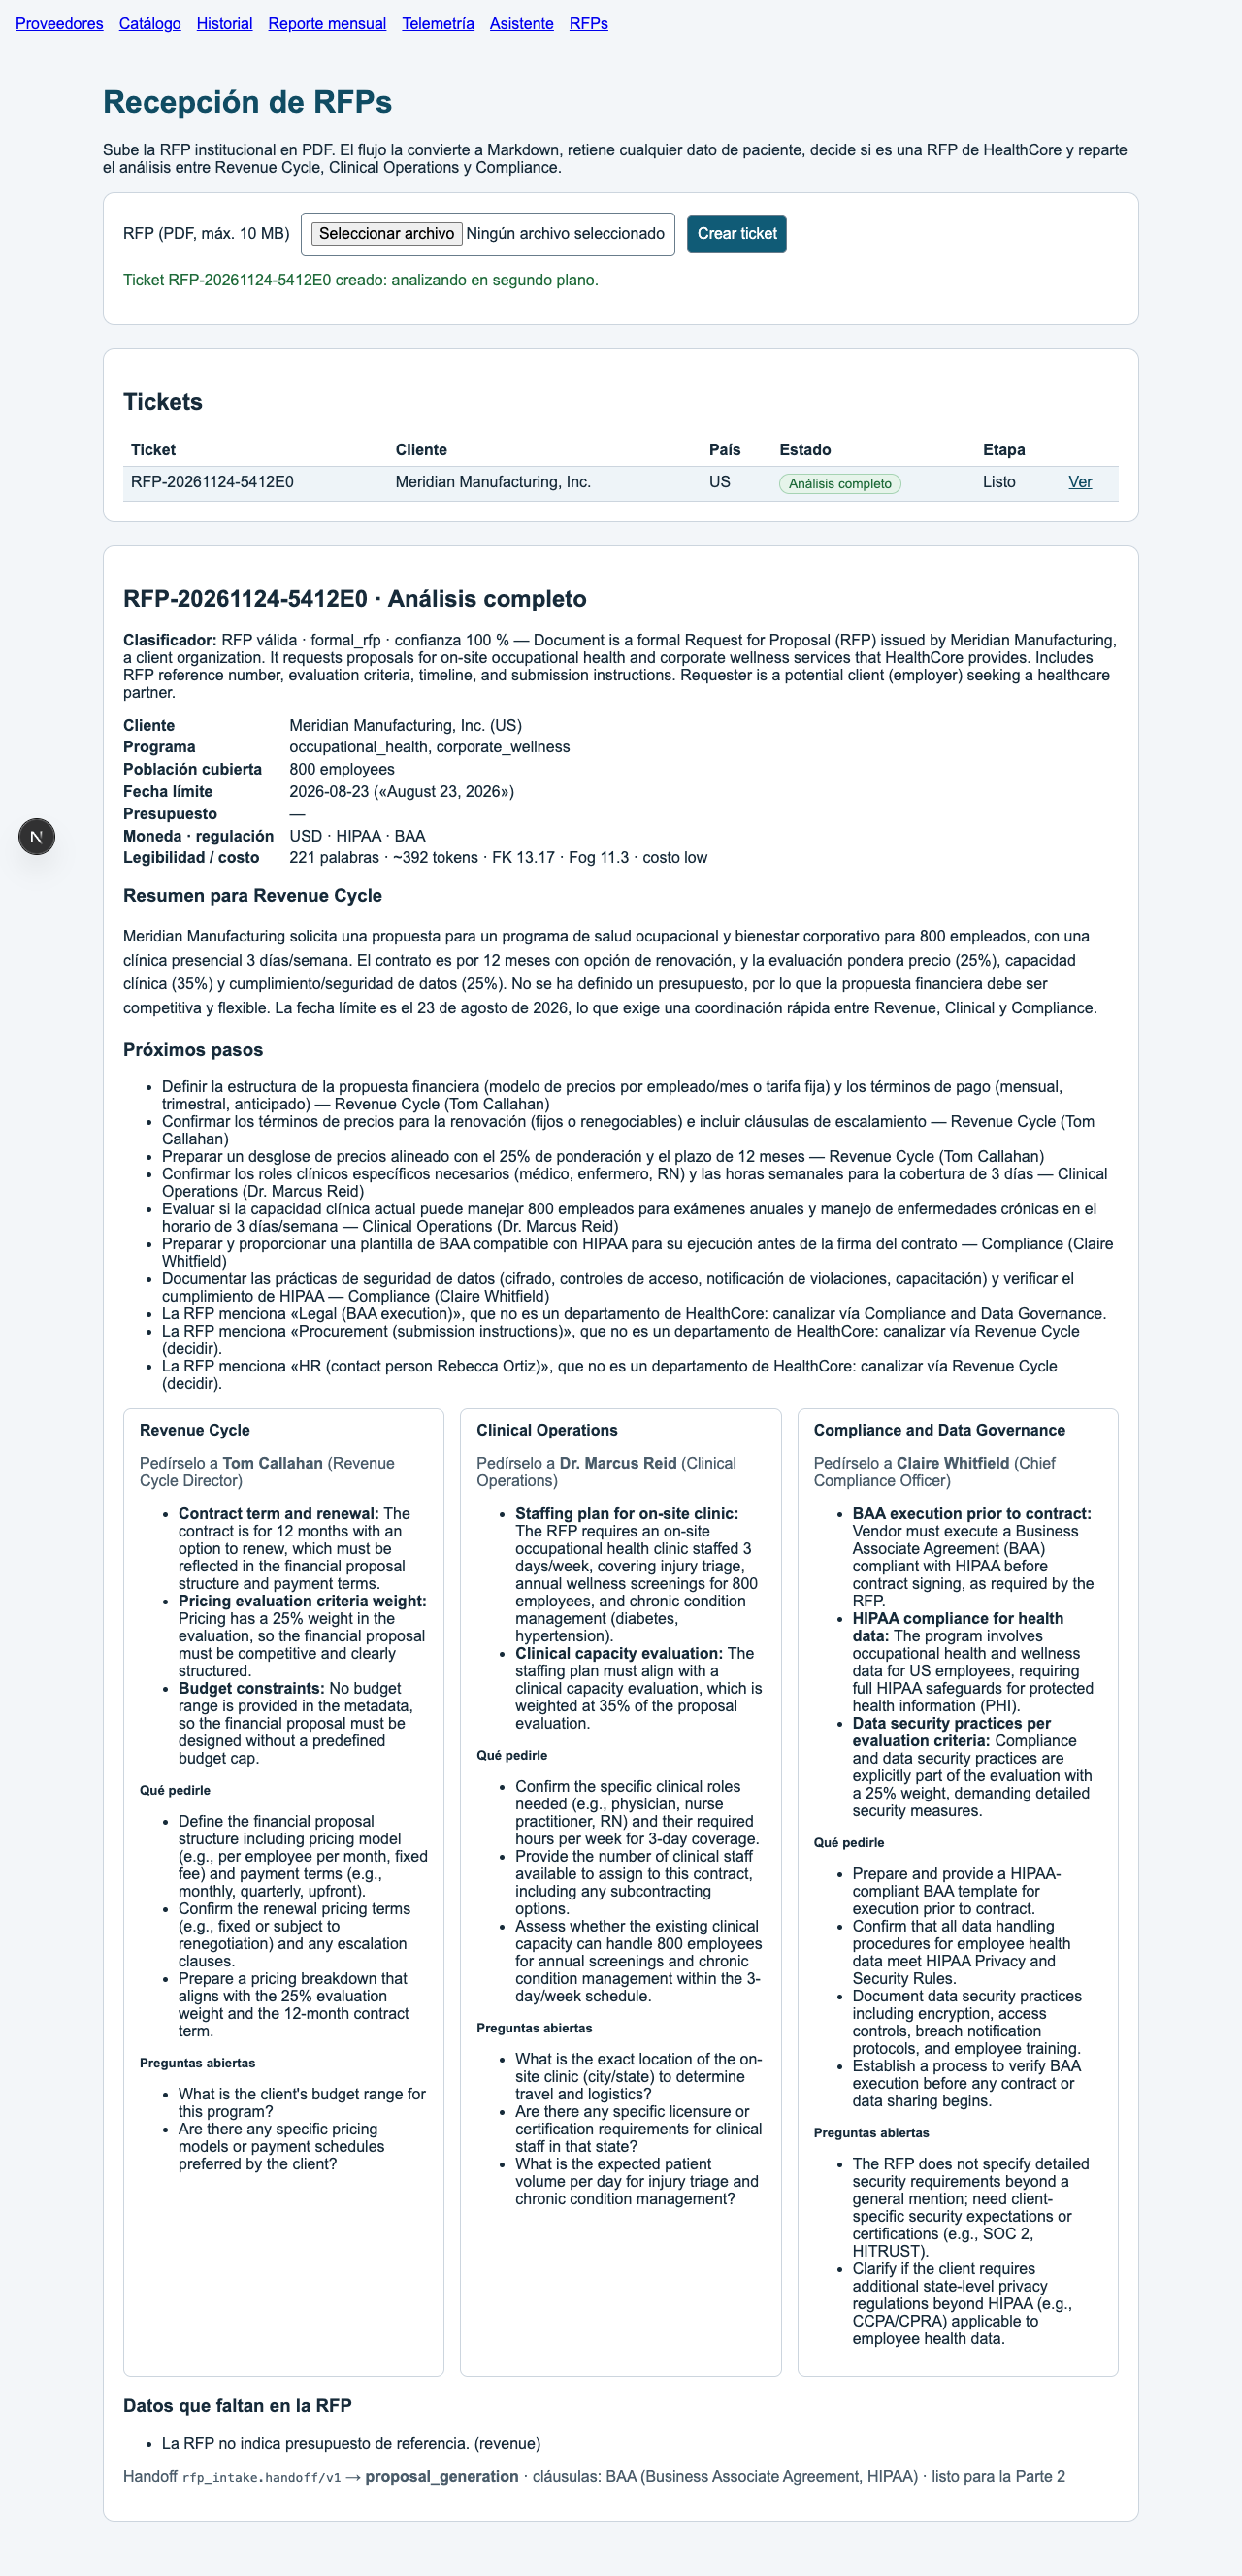 Proveedores Catálogo Historial Reporte mensual Telemetría Asistente RFPs
Recepción de RFPs
Sube la RFP institucional en PDF. El flujo la convierte a Markdown, retiene cualquier dato de paciente, decide si es una RFP de HealthCore y reparte
el análisis entre Revenue Cycle, Clinical Operations y Compliance.
RFP (PDF, máx. 10 MB) Seleccionar archivo Ningún archivo seleccionado Crear ticket
Ticket RFP-20261124-5412E0 creado: analizando en segundo plano.
Tickets
Ticket Cliente País Estado Etapa
RFP-20261124-5412E0 Meridian Manufacturing, Inc. US Análisis completo Listo Ver
RFP-20261124-5412E0 · Análisis completo
Clasificador: RFP válida · formal_rfp · confianza 100 % — Document is a formal Request for Proposal (RFP) issued by Meridian Manufacturing,
a client organization. It requests proposals for on-site occupational health and corporate wellness services that HealthCore provides. Includes
RFP reference number, evaluation criteria, timeline, and submission instructions. Requester is a potential client (employer) seeking a healthcare
partner.
Cliente Meridian Manufacturing, Inc. (US)
Programa occupational_health, corporate_wellness
Población cubierta 800 employees
Fecha límite 2026-08-23 («August 23, 2026»)
Presupuesto —
Moneda · regulación USD · HIPAA · BAA
Legibilidad / costo 221 palabras · ~392 tokens · FK 13.17 · Fog 11.3 · costo low
N
Resumen para Revenue Cycle
Meridian Manufacturing solicita una propuesta para un programa de salud ocupacional y bienestar corporativo para 800 empleados, con una
clínica presencial 3 días/semana. El contrato es por 12 meses con opción de renovación, y la evaluación pondera precio (25%), capacidad
clínica (35%) y cumplimiento/seguridad de datos (25%). No se ha definido un presupuesto, por lo que la propuesta financiera debe ser
competitiva y flexible. La fecha límite es el 23 de agosto de 2026, lo que exige una coordinación rápida entre Revenue, Clinical y Compliance.
Próximos pasos
• Definir la estructura de la propuesta financiera (modelo de precios por empleado/mes o tarifa fija) y los términos de pago (mensual,
trimestral, anticipado) — Revenue Cycle (Tom Callahan)
• Confirmar los términos de precios para la renovación (fijos o renegociables) e incluir cláusulas de escalamiento — Revenue Cycle (Tom
Callahan)
• Preparar un desglose de precios alineado con el 25% de ponderación y el plazo de 12 meses — Revenue Cycle (Tom Callahan)
• Confirmar los roles clínicos específicos necesarios (médico, enfermero, RN) y las horas semanales para la cobertura de 3 días — Clinical
Operations (Dr. Marcus Reid)
• Evaluar si la capacidad clínica actual puede manejar 800 empleados para exámenes anuales y manejo de enfermedades crónicas en el
horario de 3 días/semana — Clinical Operations (Dr. Marcus Reid)
• Preparar y proporcionar una plantilla de BAA compatible con HIPAA para su ejecución antes de la firma del contrato — Compliance (Claire
Whitfield)
• Documentar las prácticas de seguridad de datos (cifrado, controles de acceso, notificación de violaciones, capacitación) y verificar el
cumplimiento de HIPAA — Compliance (Claire Whitfield)
• La RFP menciona «Legal (BAA execution)», que no es un departamento de HealthCore: canalizar vía Compliance and Data Governance.
• La RFP menciona «Procurement (submission instructions)», que no es un departamento de HealthCore: canalizar vía Revenue Cycle
(decidir).
• La RFP menciona «HR (contact person Rebecca Ortiz)», que no es un departamento de HealthCore: canalizar vía Revenue Cycle
(decidir).
Revenue Cycle
Pedírselo a Tom Callahan (Revenue
Cycle Director)
• Contract term and renewal: The
contract is for 12 months with an
option to renew, which must be
reflected in the financial proposal
structure and payment terms.
• Pricing evaluation criteria weight:
Pricing has a 25% weight in the
evaluation, so the financial proposal
must be competitive and clearly
structured.
• Budget constraints: No budget
range is provided in the metadata,
so the financial proposal must be
designed without a predefined
budget cap.
Qué pedirle
• Define the financial proposal
structure including pricing model
(e.g., per employee per month, fixed
fee) and payment terms (e.g.,
monthly, quarterly, upfront).
• Confirm the renewal pricing terms
(e.g., fixed or subject to
renegotiation) and any escalation
clauses.
• Prepare a pricing breakdown that
aligns with the 25% evaluation
weight and the 12-month contract
term.
Preguntas abiertas
• What is the client's budget range for
this program?
• Are there any specific pricing
models or payment schedules
preferred by the client?
Clinical Operations
Pedírselo a Dr. Marcus Reid (Clinical
Operations)
• Staffing plan for on-site clinic:
The RFP requires an on-site
occupational health clinic staffed 3
days/week, covering injury triage,
annual wellness screenings for 800
employees, and chronic condition
management (diabetes,
hypertension).
• Clinical capacity evaluation: The
staffing plan must align with a
clinical capacity evaluation, which is
weighted at 35% of the proposal
evaluation.
Qué pedirle
• Confirm the specific clinical roles
needed (e.g., physician, nurse
practitioner, RN) and their required
hours per week for 3-day coverage.
• Provide the number of clinical staff
available to assign to this contract,
including any subcontracting
options.
• Assess whether the existing clinical
capacity can handle 800 employees
for annual screenings and chronic
condition management within the 3-
day/week schedule.
Preguntas abiertas
• What is the exact location of the on-
site clinic (city/state) to determine
travel and logistics?
• Are there any specific licensure or
certification requirements for clinical
staff in that state?
• What is the expected patient
volume per day for injury triage and
chronic condition management?
Compliance and Data Governance
Pedírselo a Claire Whitfield (Chief
Compliance Officer)
• BAA execution prior to contract:
Vendor must execute a Business
Associate Agreement (BAA)
compliant with HIPAA before
contract signing, as required by the
RFP.
• HIPAA compliance for health
data: The program involves
occupational health and wellness
data for US employees, requiring
full HIPAA safeguards for protected
health information (PHI).
• Data security practices per
evaluation criteria: Compliance
and data security practices are
explicitly part of the evaluation with
a 25% weight, demanding detailed
security measures.
Qué pedirle
• Prepare and provide a HIPAA-
compliant BAA template for
execution prior to contract.
• Confirm that all data handling
procedures for employee health
data meet HIPAA Privacy and
Security Rules.
• Document data security practices
including encryption, access
controls, breach notification
protocols, and employee training.
• Establish a process to verify BAA
execution before any contract or
data sharing begins.
Preguntas abiertas
• The RFP does not specify detailed
security requirements beyond a
general mention; need client-
specific security expectations or
certifications (e.g., SOC 2,
HITRUST).
• Clarify if the client requires
additional state-level privacy
regulations beyond HIPAA (e.g.,
CCPA/CPRA) applicable to
employee health data.
Datos que faltan en la RFP
• La RFP no indica presupuesto de referencia. (revenue)
Handoff rfp_intake.handoff/v1 → proposal_generation · cláusulas: BAA (Business Associate Agreement, HIPAA) · listo para la Parte 2